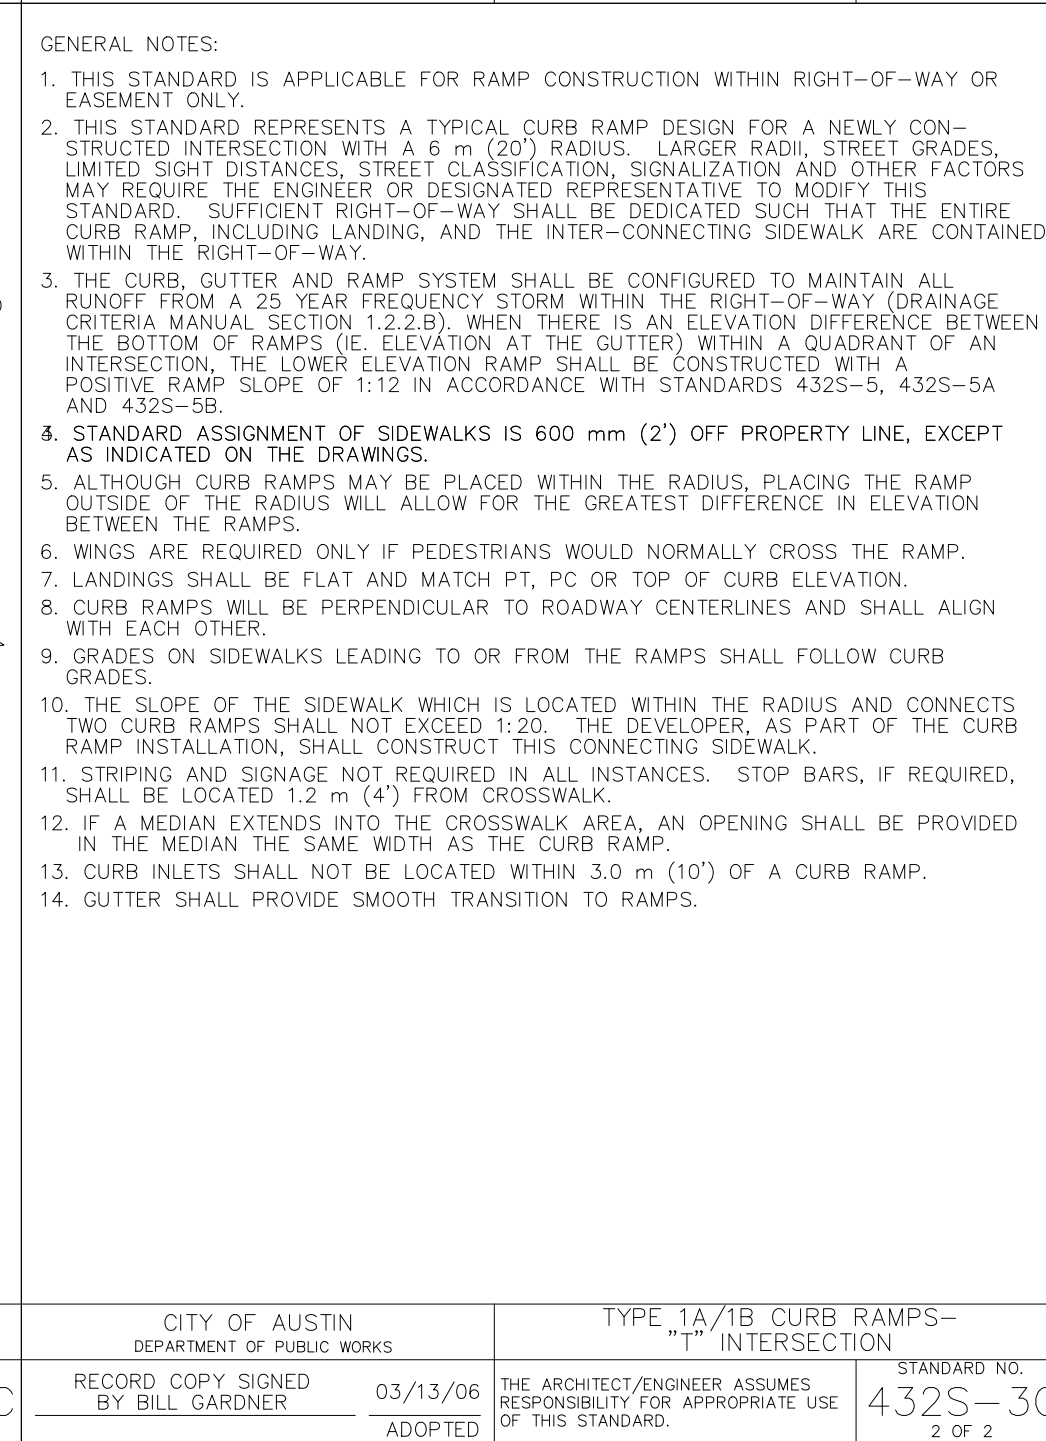 GENERAL NOTES:
1. THIS STANDARD IS APPLICABLE FOR RAMP CONSTRUCTION WITHIN RIGHT-OF-WAY OR
EASEMENT ONLY.
2. THIS STANDARD REPRESENTS A TYPICAL CURB RAMP DESIGN FOR A NEWLY CON-
STRUCTED INTERSECTION WITH A 6 m (20') RADIUS. LARGER RADII, STREET GRADES,
LIMITED SIGHT DISTANCES, STREET CLASSIFICATION, SIGNALIZATION AND OTHER FACTORS
MAY REQUIRE THE ENGINEER OR DESIGNATED REPRESENTATIVE TO MODIFY THIS
STANDARD. SUFFICIENT RIGHT-OF-WAY SHALL BE DEDICATED SUCH THAT THE ENTIRE
CURB RAMP, INCLUDING LANDING, AND THE INTER-CONNECTING SIDEWALK ARE CONTAINED
WITHIN THE RIGHT-OF-WAY.
3. THE CURB, GUTTER AND RAMP SYSTEM SHALL BE CONFIGURED TO MAINTAIN ALL
RUNOFF FROM A 25 YEAR FREQUENCY STORM WITHIN THE RIGHT-OF-WAY (DRAINAGE
CRITERIA MANUAL SECTION 1.2.2.B). WHEN THERE IS AN ELEVATION DIFFERENCE BETWEEN
THE BOTTOM OF RAMPS (IE. ELEVATION AT THE GUTTER) WITHIN A QUADRANT OF AN
INTERSECTION, THE LOWER ELEVATION RAMP SHALL BE CONSTRUCTED WITH A
POSITIVE RAMP SLOPE OF 1:12 IN ACCORDANCE WITH STANDARDS 432S-5, 432S-5A
AND 432S-5B.
STANDARD ASSIGNMENT OF SIDEWALKS IS 600 mm (2') OFF PROPERTY LINE, EXCEPT
AS INDICATED ON THE DRAWINGS.
5. ALTHOUGH CURB RAMPS MAY BE PLACED WITHIN THE RADIUS, PLACING THE RAMP
OUTSIDE OF THE RADIUS WILL ALLOW FOR THE GREATEST DIFFERENCE IN ELEVATION
BETWEEN THE RAMPS.
6. WINGS ARE REQUIRED ONLY IF PEDESTRIANS WOULD NORMALLY CROSS THE RAMP.
7. LANDINGS SHALL BE FLAT AND MATCH PT, PC OR TOP OF CURB ELEVATION.
8. CURB RAMPS WILL BE PERPENDICULAR TO ROADWAY CENTERLINES AND SHALL ALIGN
WITH EACH OTHER.
9. GRADES ON SIDEWALKS LEADING TO OR FROM THE RAMPS SHALL FOLLOW CURB
GRADES.
10. THE SLOPE OF THE SIDEWALK WHICH IS LOCATED WITHIN THE RADIUS AND CONNECTS
TWO CURB RAMPS SHALL NOT EXCEED 1:20. THE DEVELOPER, AS PART OF THE CURB
RAMP INSTALLATION, SHALL CONSTRUCT THIS CONNECTING SIDEWALK.
11. STRIPING AND SIGNAGE NOT REQUIRED IN ALL INSTANCES. STOP BARS, IF REQUIRED,
SHALL BE LOCATED 1.2 m (4') FROM CROSSWALK.
12. IF A MEDIAN EXTENDS INTO THE CROSSWALK AREA, AN OPENING SHALL BE PROVIDED
IN THE MEDIAN THE SAME WIDTH AS THE CURB RAMP.
13. CURB INLETS SHALL NOT BE LOCATED WITHIN 3.0 m (10') OF A CURB RAMP.
14. GUTTER SHALL PROVIDE SMOOTH TRANSITION TO RAMPS.
CITY OF AUSTIN
DEPARTMENT OF PUBLIC WORKS
TYPE 1A/1B CURB RAMPS-
"T" INTERSECTION
RECORD COPY SIGNED
BY BILL GARDNER
03/13/06
ADOPTED
THE ARCHITECT/ENGINEER ASSUMES
RESPONSIBILITY FOR APPROPRIATE USE
OF THIS STANDARD.
STANDARD NO.
432S-3
2 OF 2